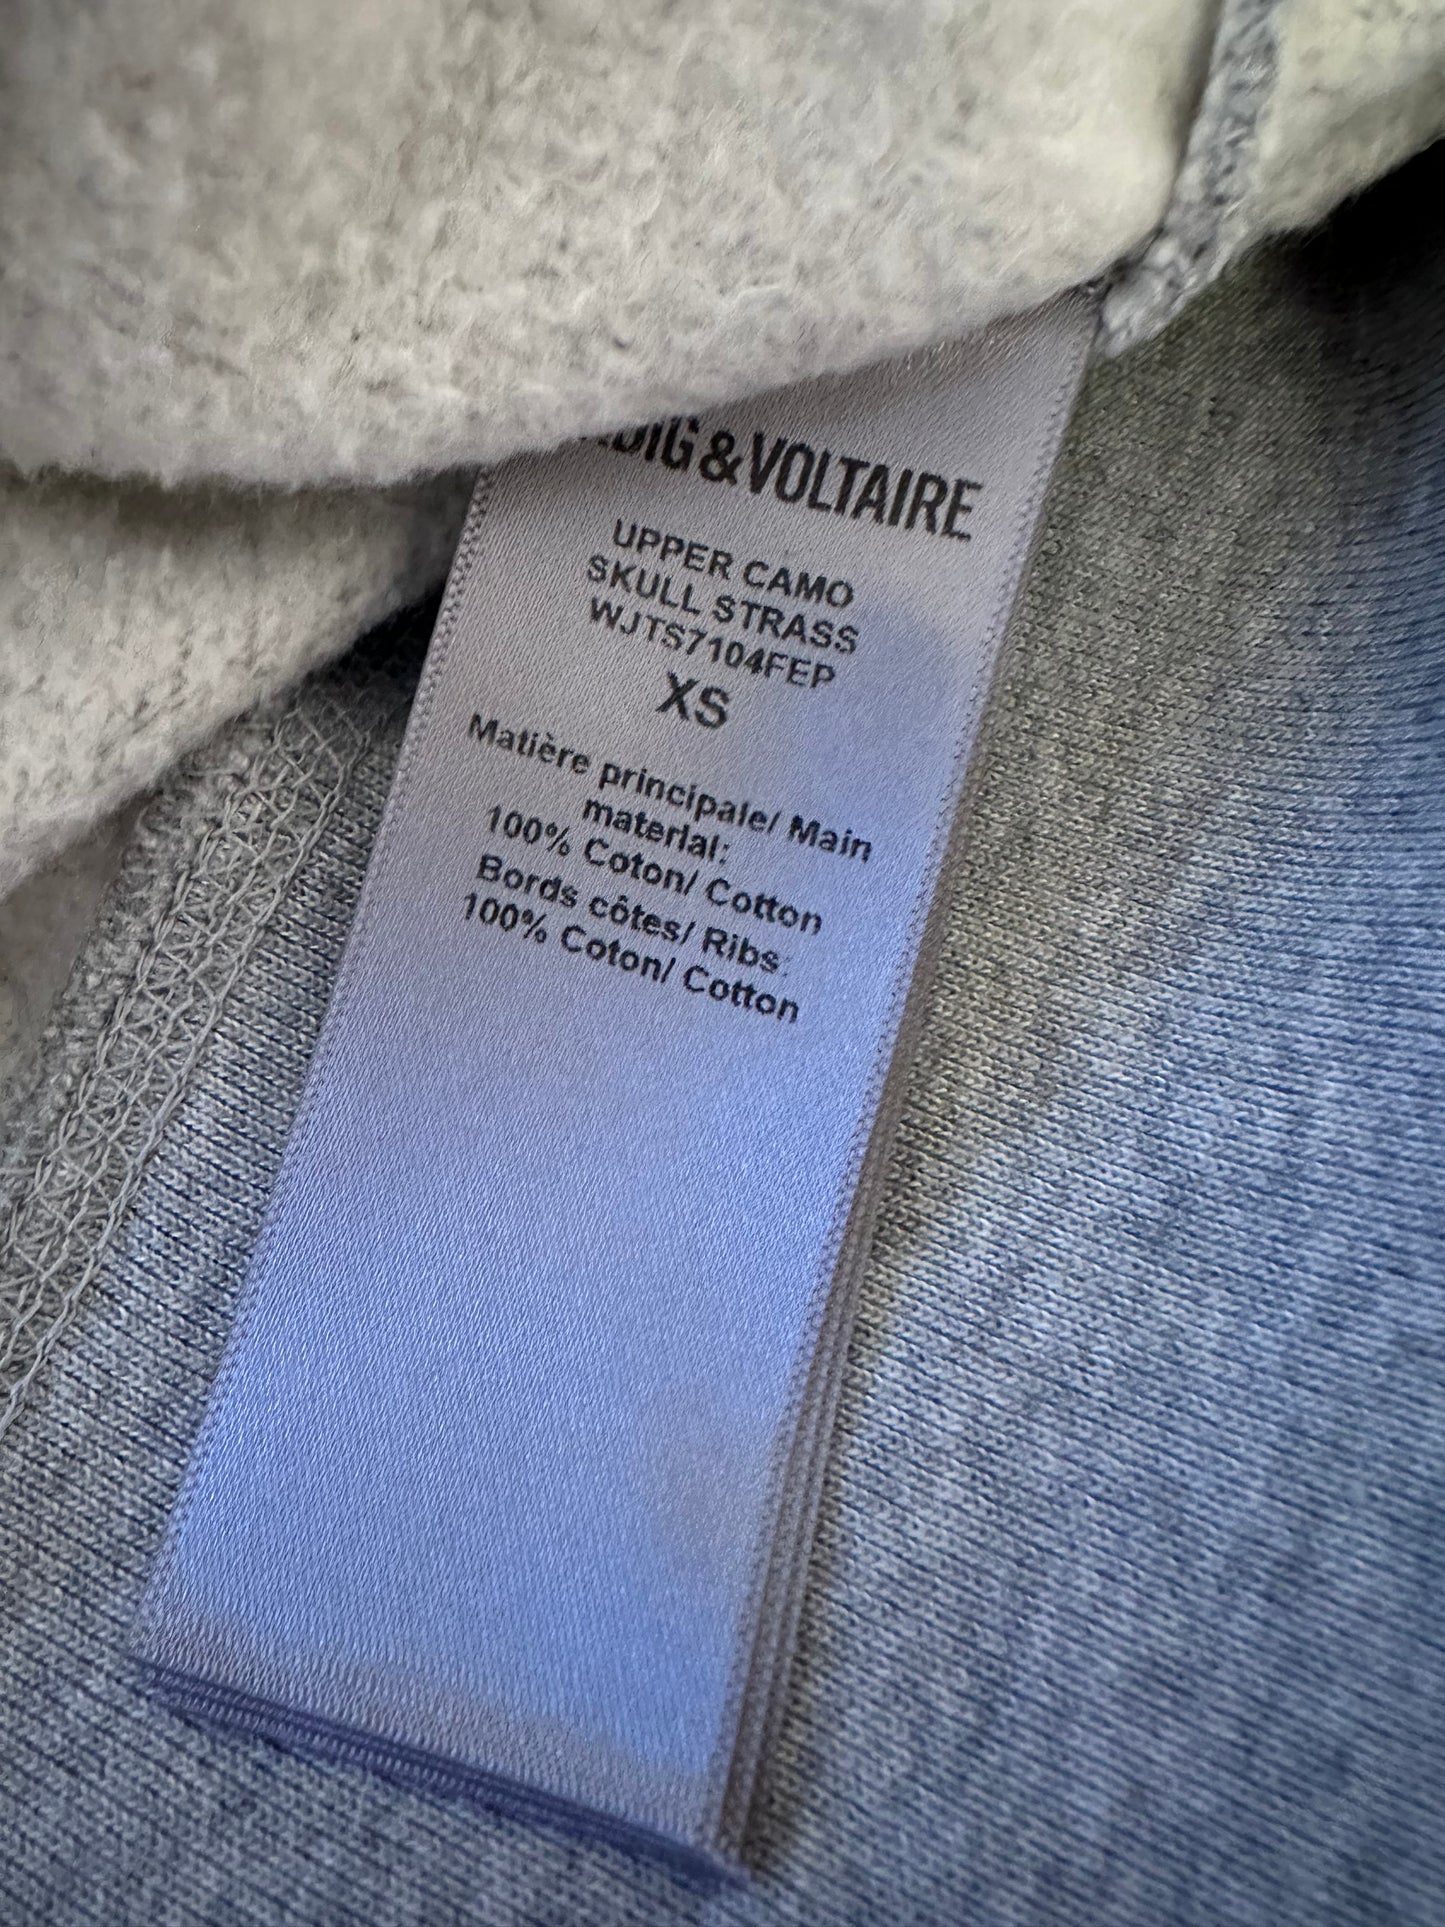 DIG & VOLTAIRE
UPPER CAMO
SKULL STRASS
WJTS7104FEP
XS
Matière principale/ Main
material:
100% Coton/ Cotton
Bords côtes/ Ribs:
100% Coton/ Cotton